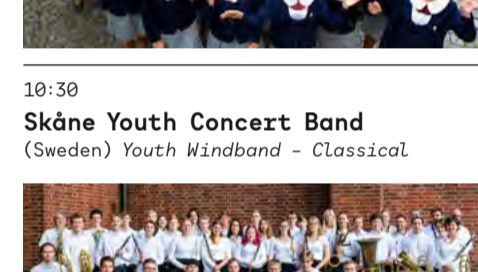 10:30
Skåne Youth Concert Band
(Sweden) Youth Windband – Classical